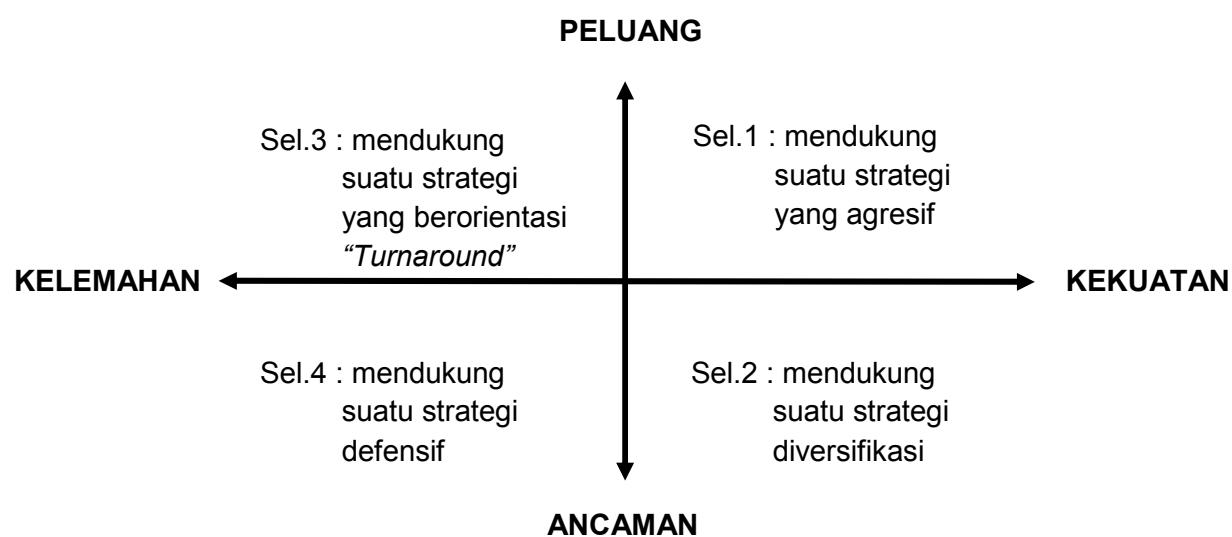 PELUANG
Sel.3 : mendukung
suatu strategi
yang berorientasi
“Turnaround”
Sel.1 : mendukung
suatu strategi
yang agresif
KELEMAHAN
KEKUATAN
Sel.4 : mendukung
suatu strategi
defensif
Sel.2 : mendukung
suatu strategi
diversifikasi
ANCAMAN